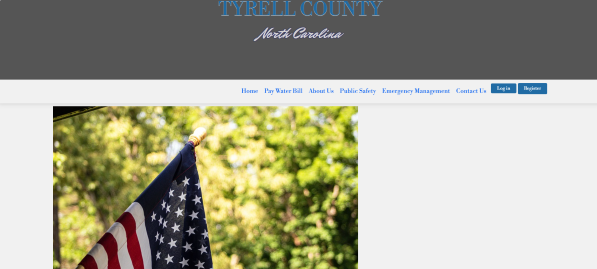 TYRELL COUNTY
North Carolina
Home Pay Water Bill About Us Public Safety Emergency Management Contact Us Log in Register